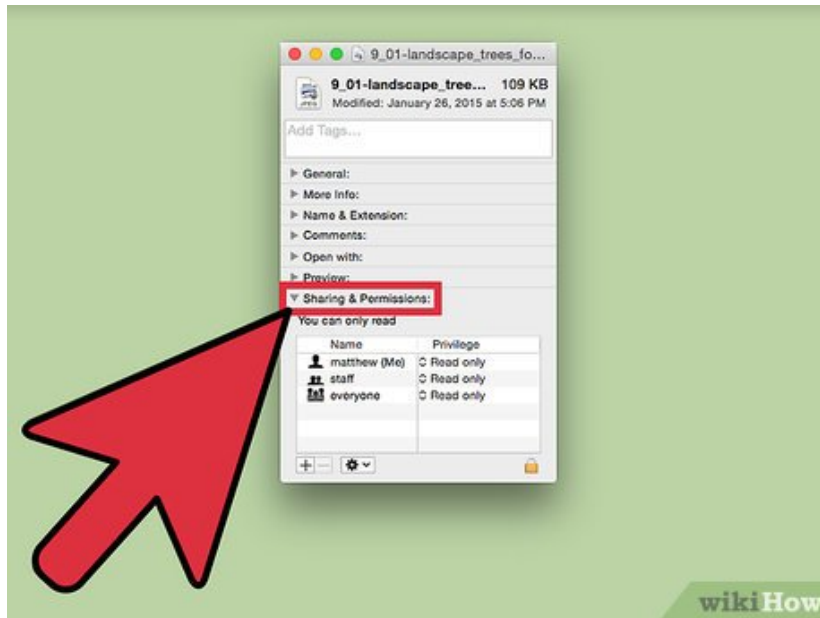 9_01-landscape_trees_fo...
9_01-landscape_tree... 109 KB
Modified: January 26, 2015 at 5:06 PM
Add Tags...
General:
More Info:
Name & Extension:
Comments:
Open with:
Preview:
Sharing & Permissions:
You can only read
Name Privilege
matthew (Me) Read only
staff Read only
everyone Read only
wikiHow